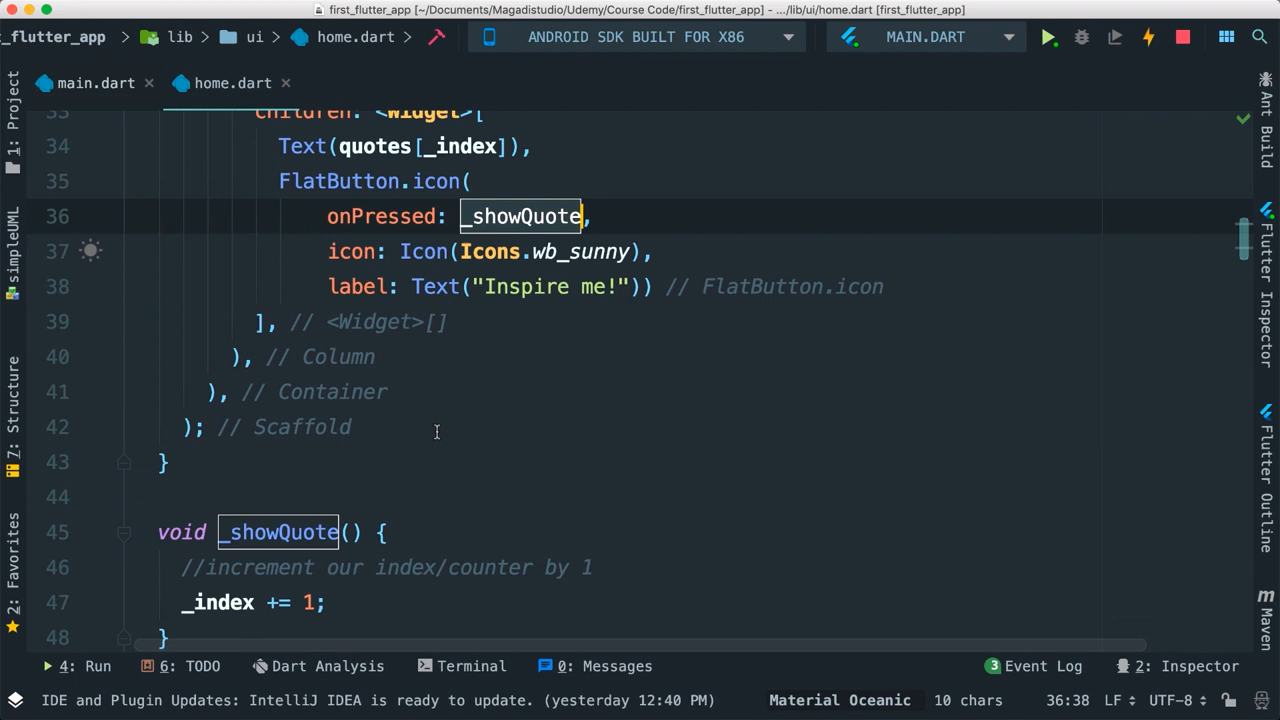 first_flutter_app [~/Documents/Magadistudio/Udemy/Course Code/first_flutter_app] - .../lib/ui/home.dart [first_flutter_app]
t_flutter_app lib ui home.dart ANDROID SDK BUILT FOR X86 MAIN.DART
main.dart home.dart
33 children: <Widget>[
34 Text(quotes[_index]),
35 FlatButton.icon(
36 onPressed: _showQuote,
37 icon: Icon(Icons.wb_sunny),
38 label: Text("Inspire me!")) // FlatButton.icon
39 ], // <Widget>[]
40 ), // Column
41 ), // Container
42 ); // Scaffold
43 }
44
45 void _showQuote() {
46 //increment our index/counter by 1
47 _index += 1;
48 }
1: Project
simpleUML
7: Structure
2: Favorites
Ant Build
Flutter Inspector
Flutter Outline
m Maven
4: Run 6: TODO Dart Analysis Terminal 0: Messages 3 Event Log 2: Inspector
IDE and Plugin Updates: IntelliJ IDEA is ready to update. (yesterday 12:40 PM) Material Oceanic 10 chars 36:38 LF UTF-8